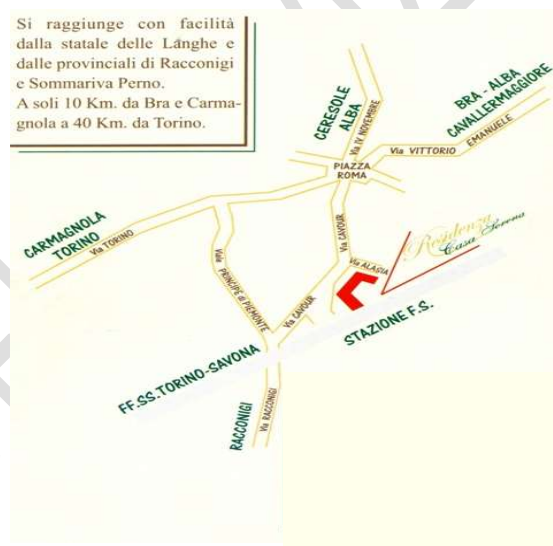 Si raggiunge con facilità
dalla statale delle Langhe e
dalle provinciali di Racconigi
e Sommariva Perno.
A soli 10 Km. da Bra e Carma-
gnola a 40 Km. da Torino.
CERESOLE
ALBA
Via IV NOVEMBRE
BRA - ALBA
CAVALLERMAGGIORE
Via VITTORIO EMANUELE
PIAZZA
ROMA
CARMAGNOLA
TORINO
Via TORINO
Viale PRINCIPE di PIEMONTE
Via CAVOUR
Via CAVOUR
Via ALASIA
Residenza
Casa Serena
STAZIONE F.S.
FF.SS.TORINO-SAVONA
RACCONIGI
Via RACCONIGI